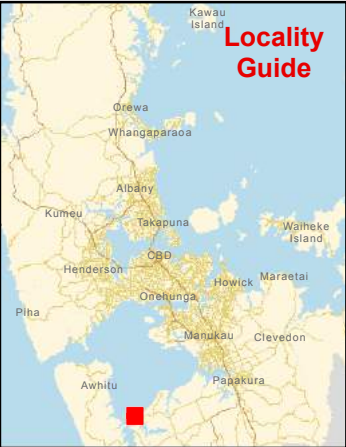 Kawau
Island
Locality
Guide
Orewa
Whangaparaoa
Albany
Kumeu
Takapuna
Waiheke
Island
CBD
Henderson
Howick
Maraetai
Onehunga
Piha
Manukau
Clevedon
Papakura
Awhitu